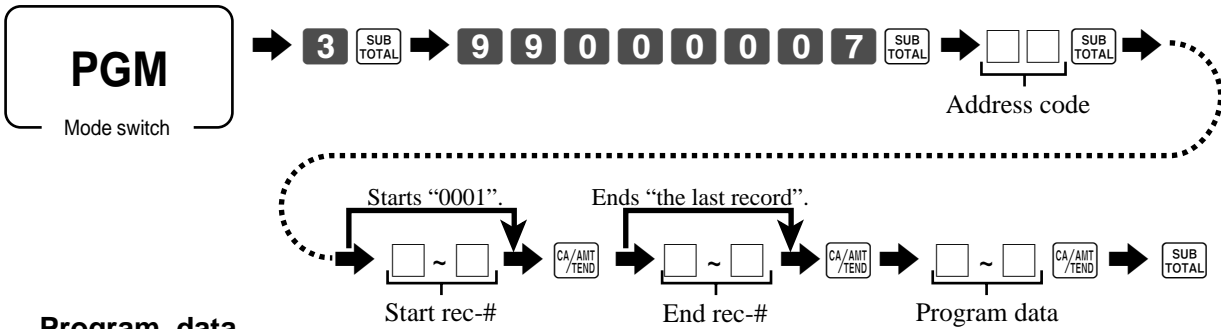 PGM
Mode switch
3 SUB TOTAL 9 9 0 0 0 0 0 7 SUB TOTAL SUB TOTAL
Address code
Starts “0001”. Ends “the last record”.
~ CA/AMT /TEND ~ CA/AMT /TEND ~ CA/AMT /TEND SUB TOTAL
Start rec-# End rec-# Program data
Program data